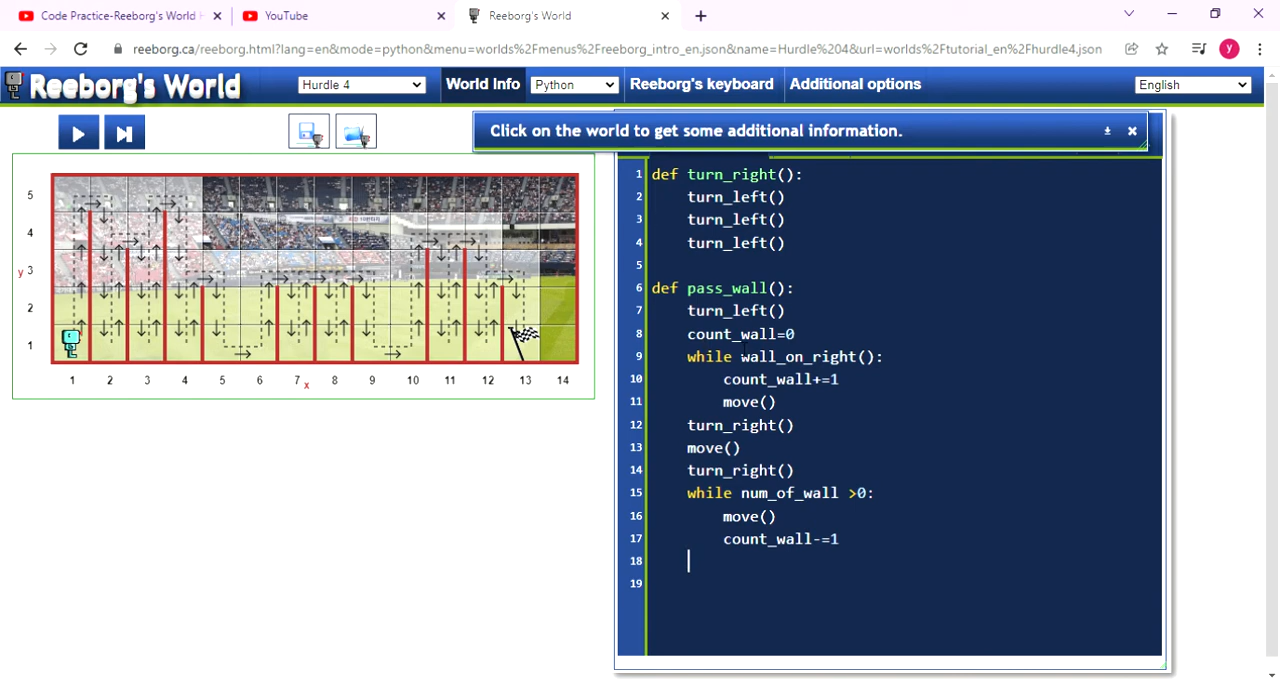 Code Practice-Reeborg's World H
YouTube
Reeborg's World
reeborg.ca/reeborg.html?lang=en&mode=python&menu=worlds%2Fmenus%2Freeborg_intro_en.json&name=Hurdle%204&url=worlds%2Ftutorial_en%2Fhurdle4.json
y
Reeborg's World
Hurdle 4
World Info
Python
Reeborg's keyboard
Additional options
English
Click on the world to get some additional information.
5
4
y 3
2
1
1 2 3 4 5 6 7 x 8 9 10 11 12 13 14
1 def turn_right():
2 turn_left()
3 turn_left()
4 turn_left()
5
6 def pass_wall():
7 turn_left()
8 count_wall=0
9 while wall_on_right():
10 count_wall+=1
11 move()
12 turn_right()
13 move()
14 turn_right()
15 while num_of_wall >0:
16 move()
17 count_wall-=1
18
19